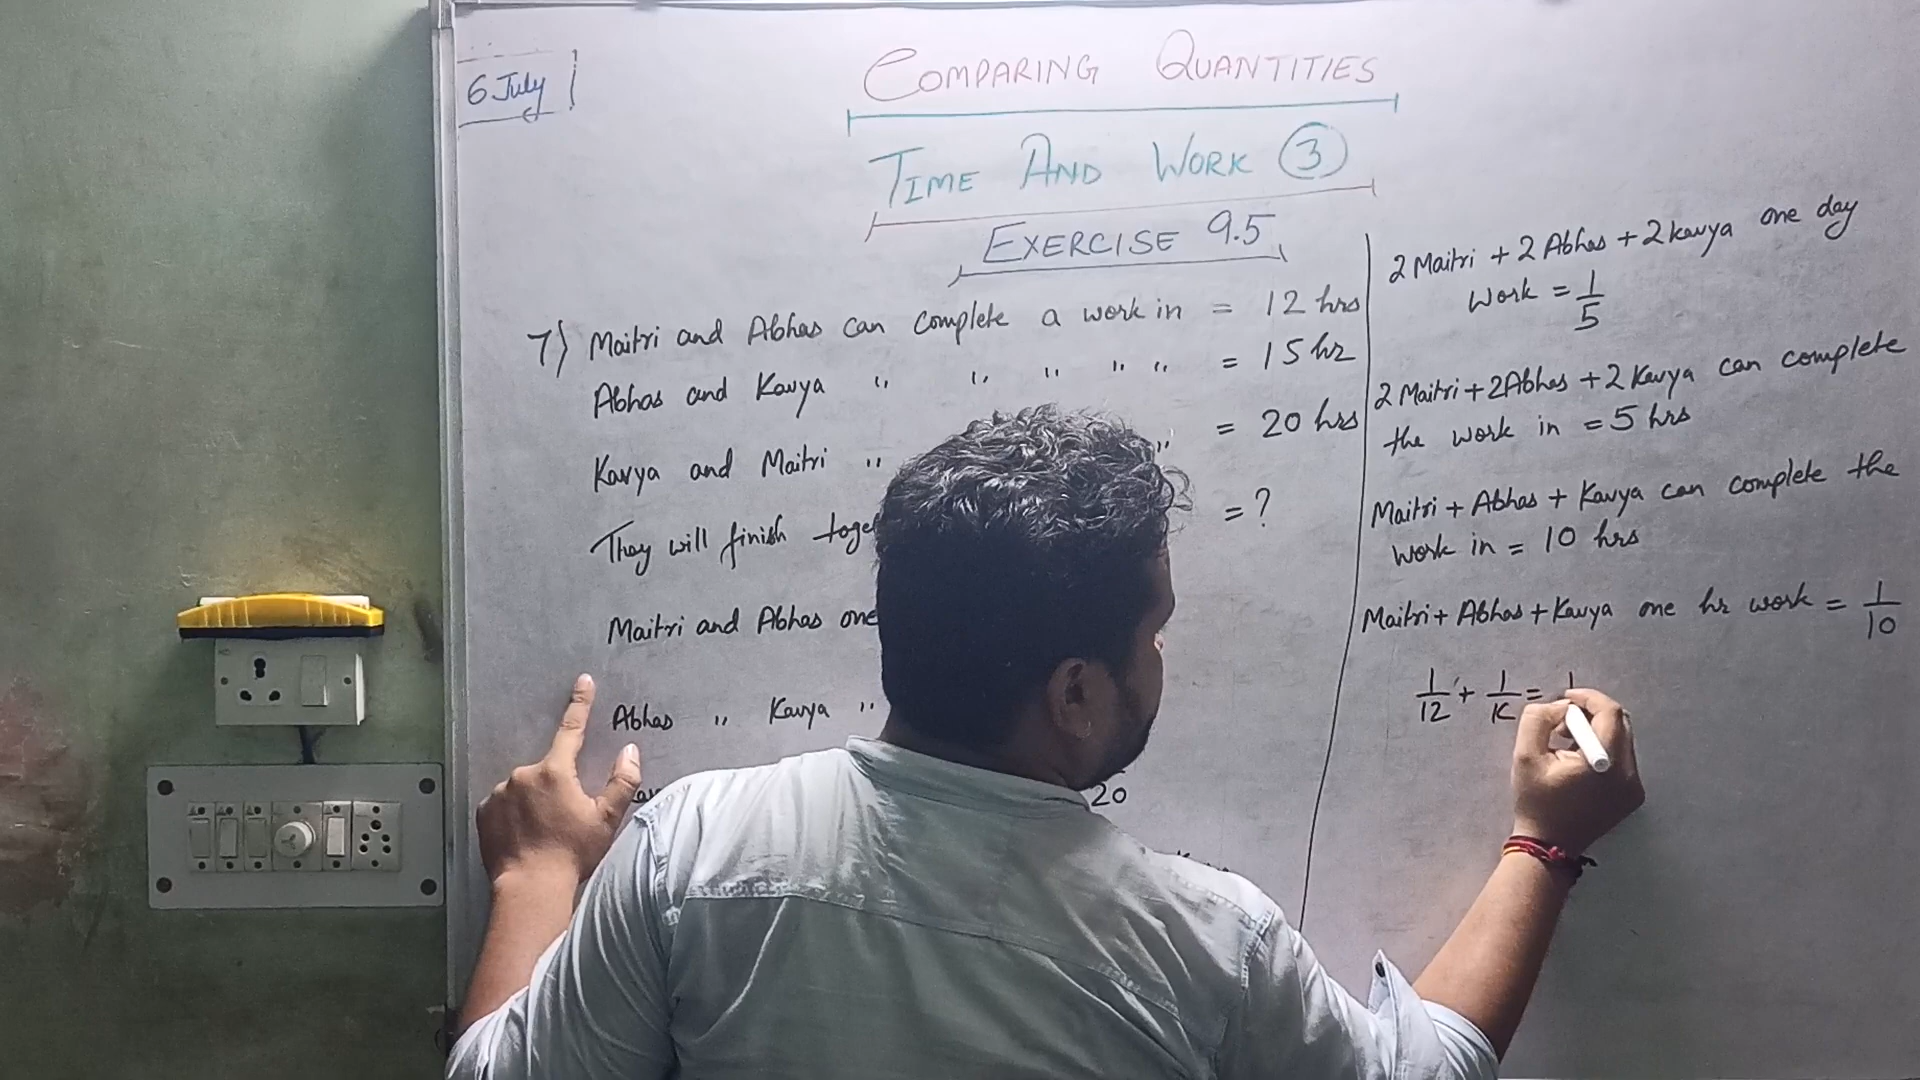 6 July
COMPARING QUANTITIES
TIME AND WORK 3
EXERCISE 9.5
7) Maitri and Abhas can complete a work in = 12 hrs
Abhas and Kavya " " " " " = 15 hr
Kavya and Maitri " " = 20 hrs
They will finish = ?
Maitri and Abhas one
Abhas " Kavya "
20
2 Maitri + 2 Abhas + 2 Kavya one day
work = 1/5
2 Maitri + 2 Abhas + 2 Kavya can complete
the work in = 5 hrs
Maitri + Abhas + Kavya can complete the
work in = 10 hrs
Maitri + Abhas + Kavya one hr work = 1/10
1/12 + 1/K =